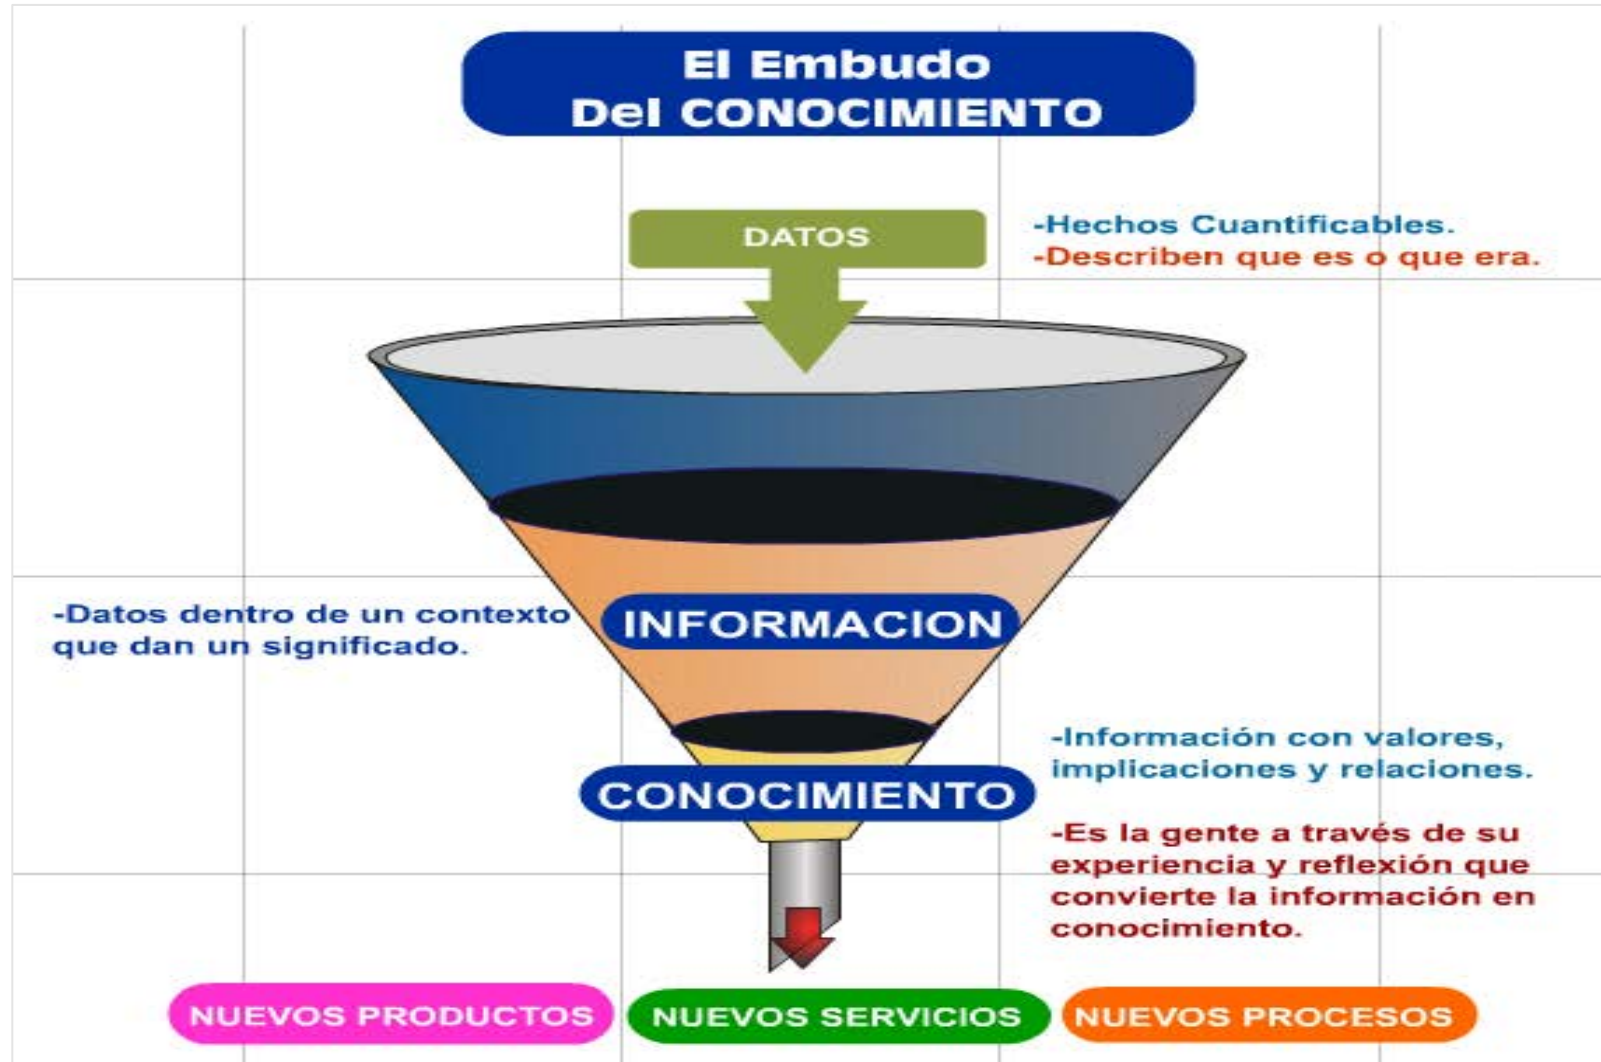 El Embudo
Del CONOCIMIENTO
DATOS
-Hechos Cuantificables.
-Describen que es o que era.
-Datos dentro de un contexto
que dan un significado.
INFORMACION
CONOCIMIENTO
-Información con valores,
implicaciones y relaciones.
-Es la gente a través de su
experiencia y reflexión que
convierte la información en
conocimiento.
NUEVOS PRODUCTOS
NUEVOS SERVICIOS
NUEVOS PROCESOS